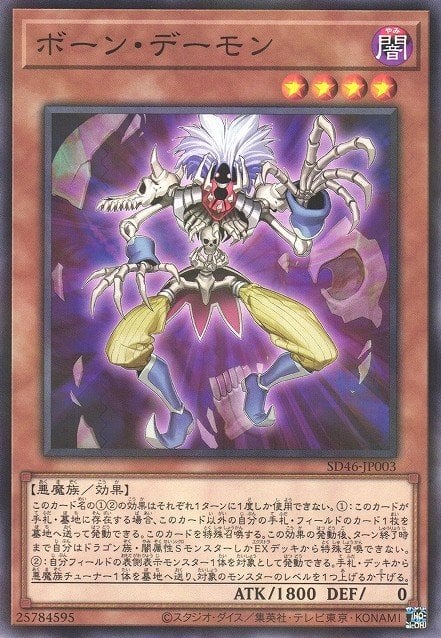 ボーン・デーモン
闇
SD46-JP003
【悪魔族/効果】
このカード名の①②の効果はそれぞれ1ターンに1度しか使用できない。①:このカードが
手札・墓地に存在する場合、このカード以外の自分の手札・フィールドのカード1枚を
墓地へ送って発動できる。このカードを特殊召喚する。この効果の発動後、ターン終了時
まで自分はドラゴン族・闇属性SモンスターしかEXデッキから特殊召喚できない。
②:自分フィールドの表側表示モンスター1体を対象として発動できる。手札・デッキから
悪魔族チューナー1体を墓地へ送り、対象のモンスターのレベルを1つ上げるか下げる。
ATK/1800 DEF/ 0
25784595 ©スタジオ・ダイス/集英社・テレビ東京・KONAMI